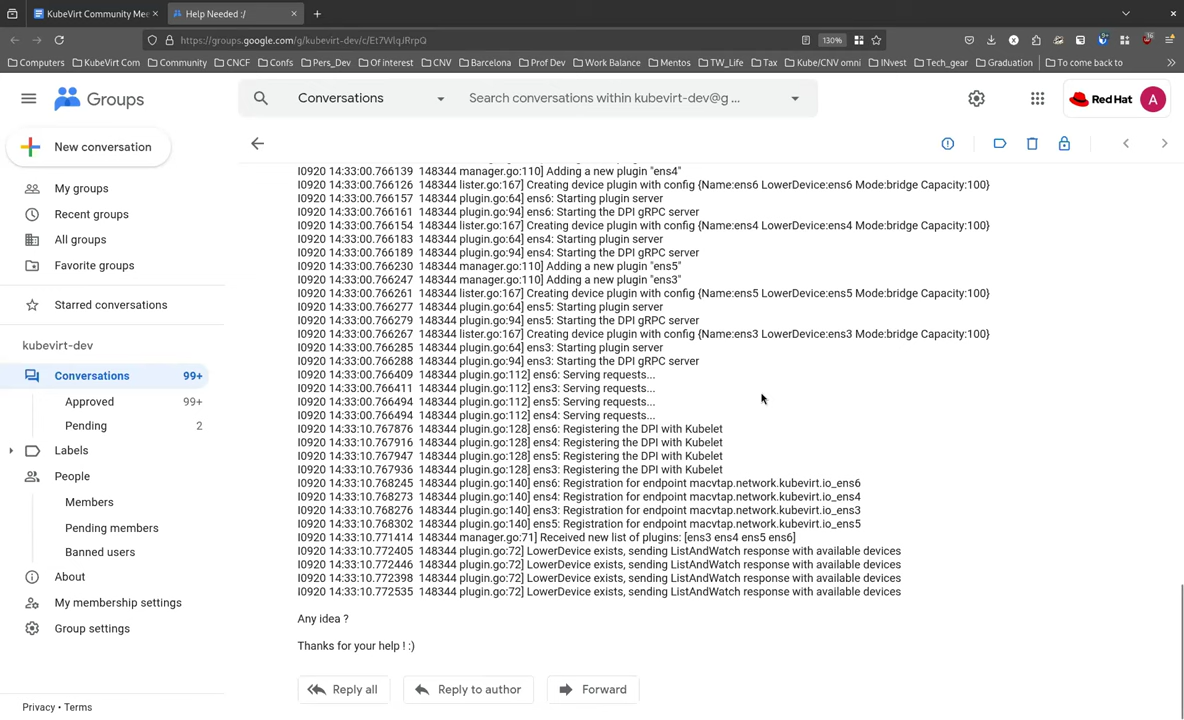 KubeVirt Community Mee
Help Needed :/
https://groups.google.com/g/kubevirt-dev/c/Et7WlqJRrpQ
130%
16
Computers
KubeVirt Com
Community
CNCF
Confs
Pers_Dev
Of interest
CNV
Barcelona
Prof Dev
Work Balance
Mentos
TW_Life
Tax
Kube/CNV omni
INvest
Tech_gear
Graduation
To come back to
Groups
Conversations
Search conversations within kubevirt-dev@g ...
Red Hat
A
New conversation
My groups
Recent groups
All groups
Favorite groups
Starred conversations
kubevirt-dev
Conversations 99+
Approved 99+
Pending 2
Labels
People
Members
Pending members
Banned users
About
My membership settings
Group settings
Privacy • Terms
I0920 14:33:00.766139 148344 manager.go:110] Adding a new plugin "ens4"
I0920 14:33:00.766126 148344 lister.go:167] Creating device plugin with config {Name:ens6 LowerDevice:ens6 Mode:bridge Capacity:100}
I0920 14:33:00.766157 148344 plugin.go:64] ens6: Starting plugin server
I0920 14:33:00.766161 148344 plugin.go:94] ens6: Starting the DPI gRPC server
I0920 14:33:00.766154 148344 lister.go:167] Creating device plugin with config {Name:ens4 LowerDevice:ens4 Mode:bridge Capacity:100}
I0920 14:33:00.766183 148344 plugin.go:64] ens4: Starting plugin server
I0920 14:33:00.766189 148344 plugin.go:94] ens4: Starting the DPI gRPC server
I0920 14:33:00.766230 148344 manager.go:110] Adding a new plugin "ens5"
I0920 14:33:00.766247 148344 manager.go:110] Adding a new plugin "ens3"
I0920 14:33:00.766261 148344 lister.go:167] Creating device plugin with config {Name:ens5 LowerDevice:ens5 Mode:bridge Capacity:100}
I0920 14:33:00.766277 148344 plugin.go:64] ens5: Starting plugin server
I0920 14:33:00.766279 148344 plugin.go:94] ens5: Starting the DPI gRPC server
I0920 14:33:00.766267 148344 lister.go:167] Creating device plugin with config {Name:ens3 LowerDevice:ens3 Mode:bridge Capacity:100}
I0920 14:33:00.766285 148344 plugin.go:64] ens3: Starting plugin server
I0920 14:33:00.766288 148344 plugin.go:94] ens3: Starting the DPI gRPC server
I0920 14:33:00.766409 148344 plugin.go:112] ens6: Serving requests...
I0920 14:33:00.766411 148344 plugin.go:112] ens3: Serving requests...
I0920 14:33:00.766494 148344 plugin.go:112] ens5: Serving requests...
I0920 14:33:00.766494 148344 plugin.go:112] ens4: Serving requests...
I0920 14:33:10.767876 148344 plugin.go:128] ens6: Registering the DPI with Kubelet
I0920 14:33:10.767916 148344 plugin.go:128] ens4: Registering the DPI with Kubelet
I0920 14:33:10.767947 148344 plugin.go:128] ens5: Registering the DPI with Kubelet
I0920 14:33:10.767936 148344 plugin.go:128] ens3: Registering the DPI with Kubelet
I0920 14:33:10.768245 148344 plugin.go:140] ens6: Registration for endpoint macvtap.network.kubevirt.io_ens6
I0920 14:33:10.768273 148344 plugin.go:140] ens4: Registration for endpoint macvtap.network.kubevirt.io_ens4
I0920 14:33:10.768276 148344 plugin.go:140] ens3: Registration for endpoint macvtap.network.kubevirt.io_ens3
I0920 14:33:10.768302 148344 plugin.go:140] ens5: Registration for endpoint macvtap.network.kubevirt.io_ens5
I0920 14:33:10.771414 148344 manager.go:71] Received new list of plugins: [ens3 ens4 ens5 ens6]
I0920 14:33:10.772405 148344 plugin.go:72] LowerDevice exists, sending ListAndWatch response with available devices
I0920 14:33:10.772446 148344 plugin.go:72] LowerDevice exists, sending ListAndWatch response with available devices
I0920 14:33:10.772398 148344 plugin.go:72] LowerDevice exists, sending ListAndWatch response with available devices
I0920 14:33:10.772535 148344 plugin.go:72] LowerDevice exists, sending ListAndWatch response with available devices
Any idea ?
Thanks for your help ! :)
Reply all
Reply to author
Forward